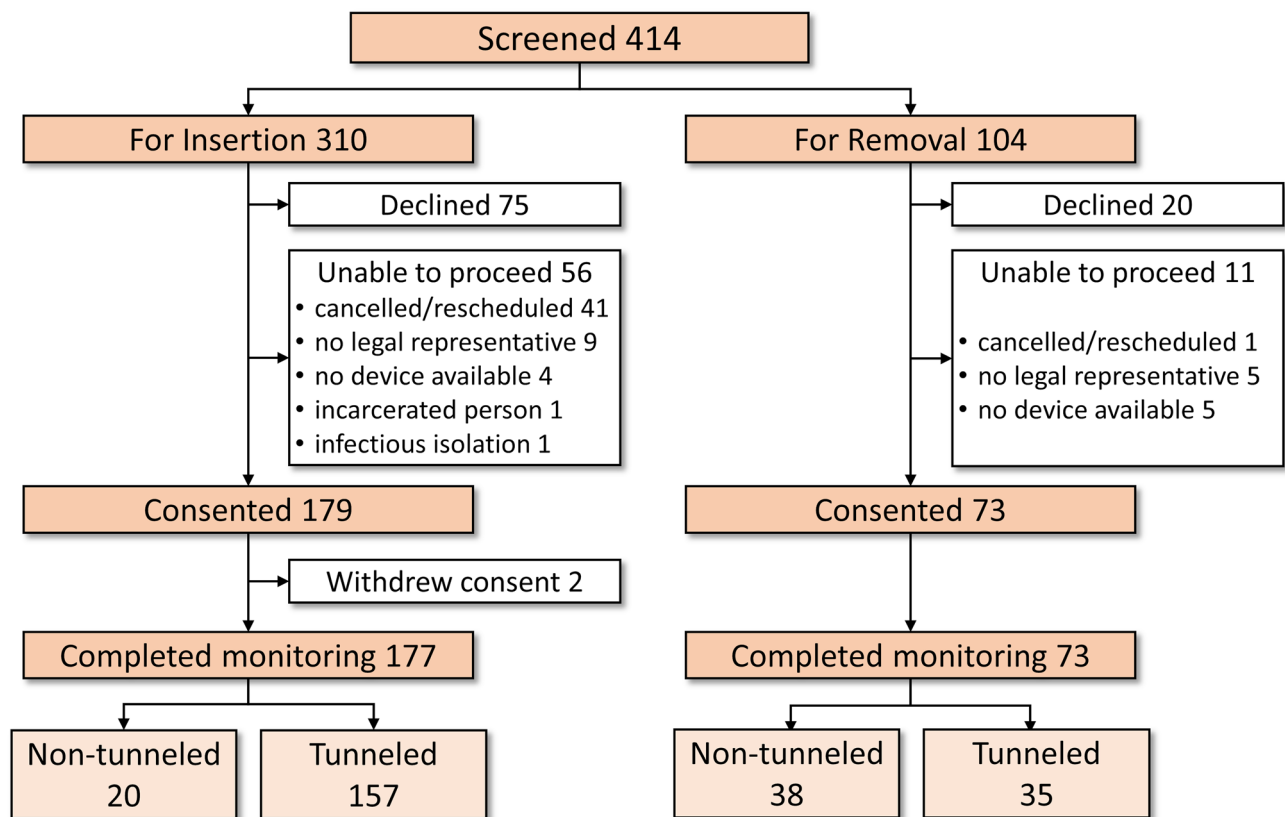 Screened 414
For Insertion 310
For Removal 104
Declined 75
Declined 20
Unable to proceed 56
• cancelled/rescheduled 41
• no legal representative 9
• no device available 4
• incarcerated person 1
• infectious isolation 1
Unable to proceed 11
• cancelled/rescheduled 1
• no legal representative 5
• no device available 5
Consented 179
Consented 73
Withdrew consent 2
Completed monitoring 177
Completed monitoring 73
Non-tunneled
20
Tunneled
157
Non-tunneled
38
Tunneled
35